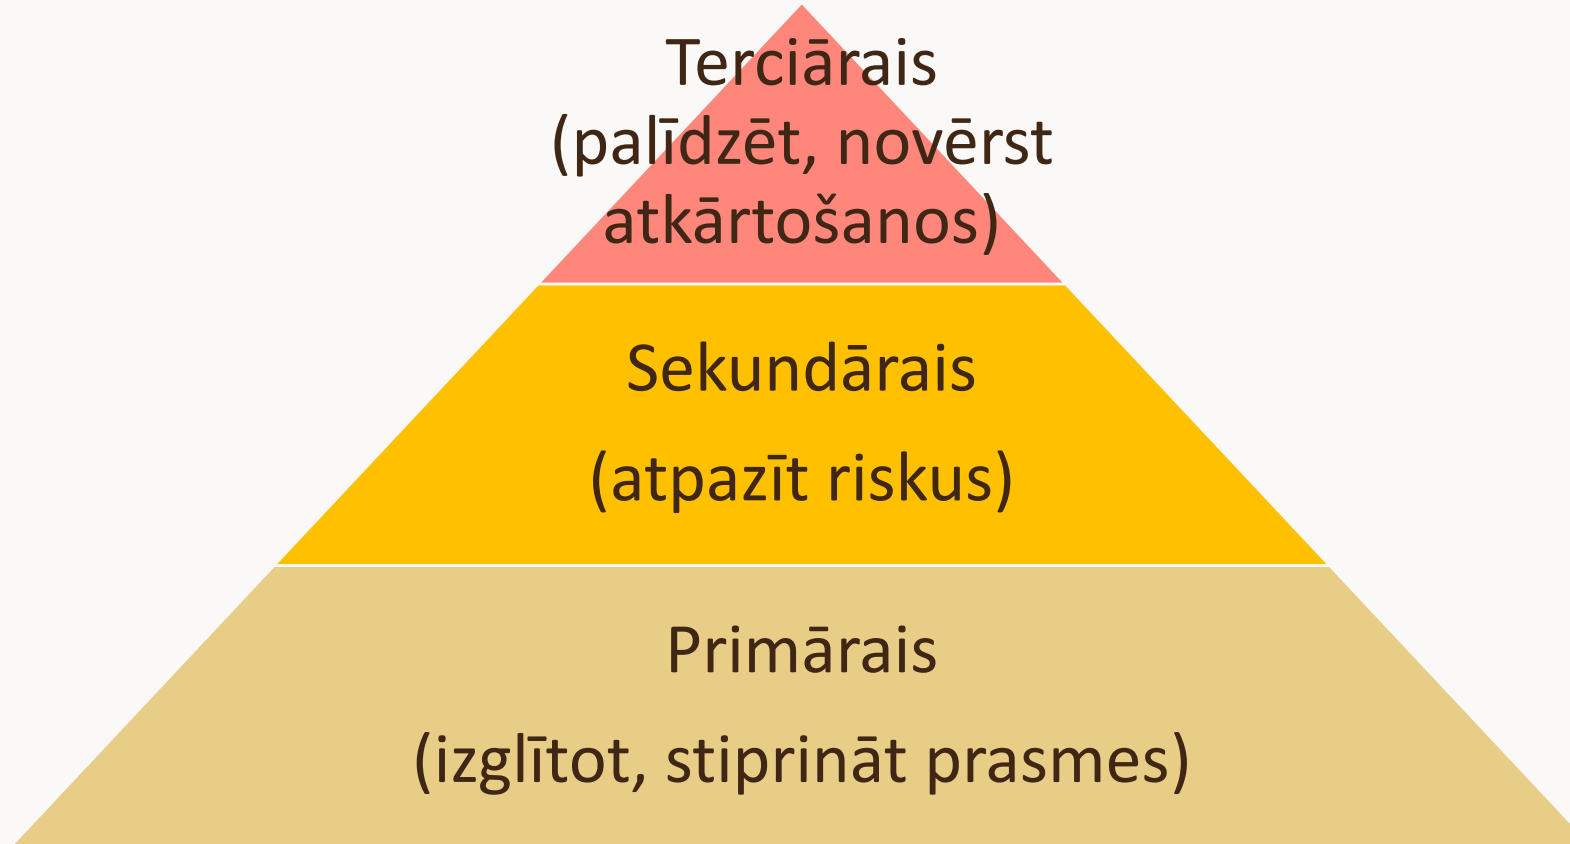 Terciārais
(palīdzēt, novērst
atkārtošanos)
Sekundārais
(atpazīt riskus)
Primārais
(izglītot, stiprināt prasmes)